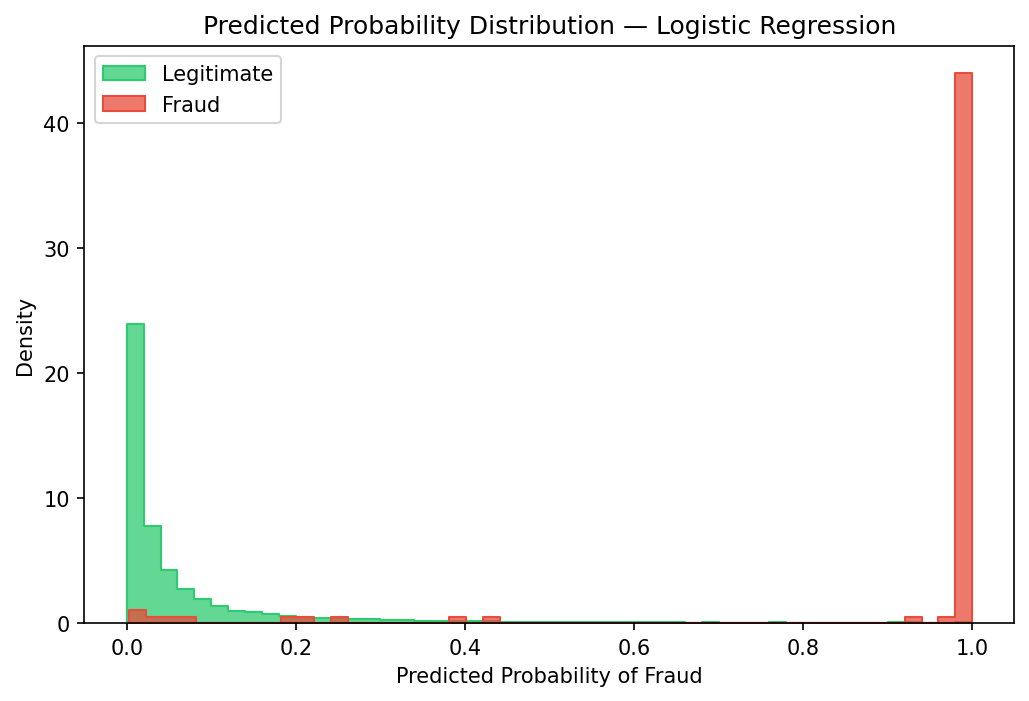 Predicted Probability Distribution — Logistic Regression
Legitimate
Fraud
Density
40
30
20
10
0
0.0 0.2 0.4 0.6 0.8 1.0
Predicted Probability of Fraud